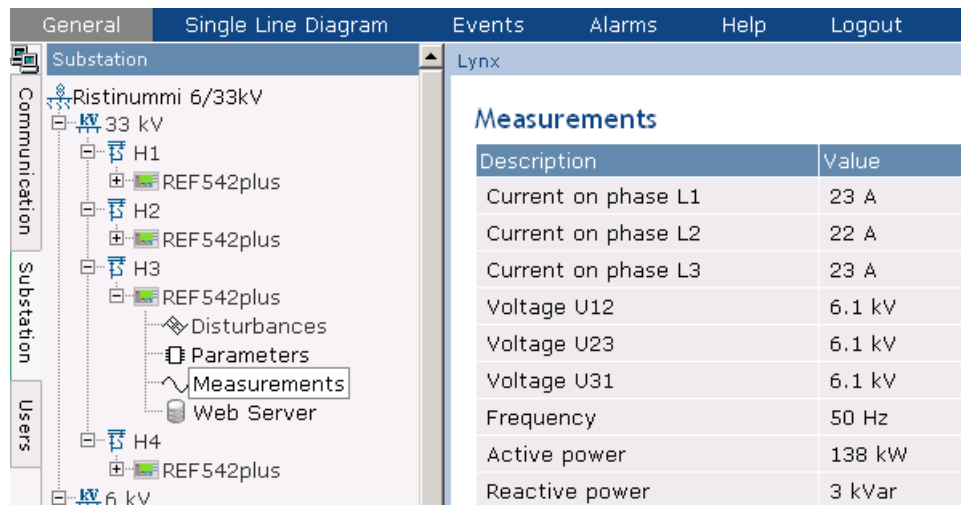 General Single Line Diagram Events Alarms Help Logout
Substation
Lynx
Communication
Substation
Users
Ristinummi 6/33kV
33 kV
H1
REF542plus
H2
REF542plus
H3
REF542plus
Disturbances
Parameters
Measurements
Web Server
H4
REF542plus
6 kV
Measurements
Description Value
Current on phase L1 23 A
Current on phase L2 22 A
Current on phase L3 23 A
Voltage U12 6.1 kV
Voltage U23 6.1 kV
Voltage U31 6.1 kV
Frequency 50 Hz
Active power 138 kW
Reactive power 3 kVar